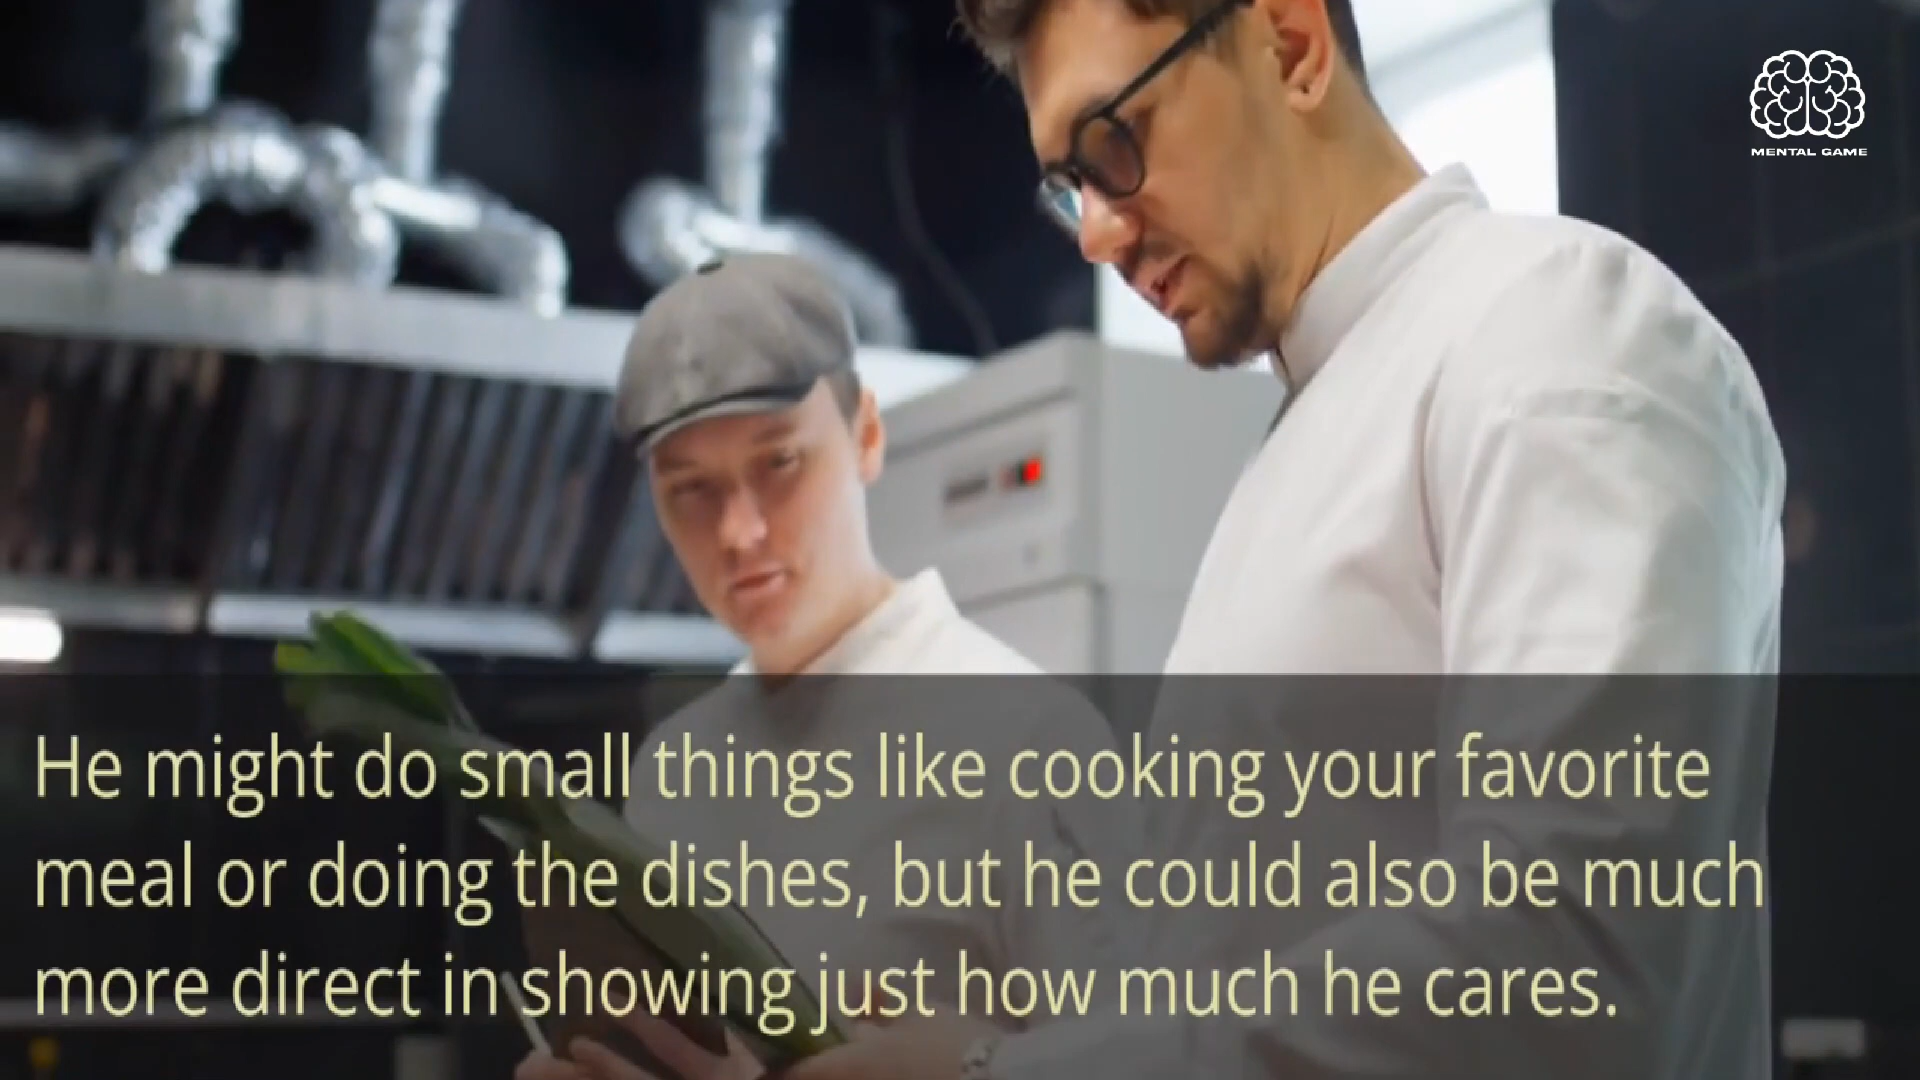 MENTAL GAME
He might do small things like cooking your favorite
meal or doing the dishes, but he could also be much
more direct in showing just how much he cares.